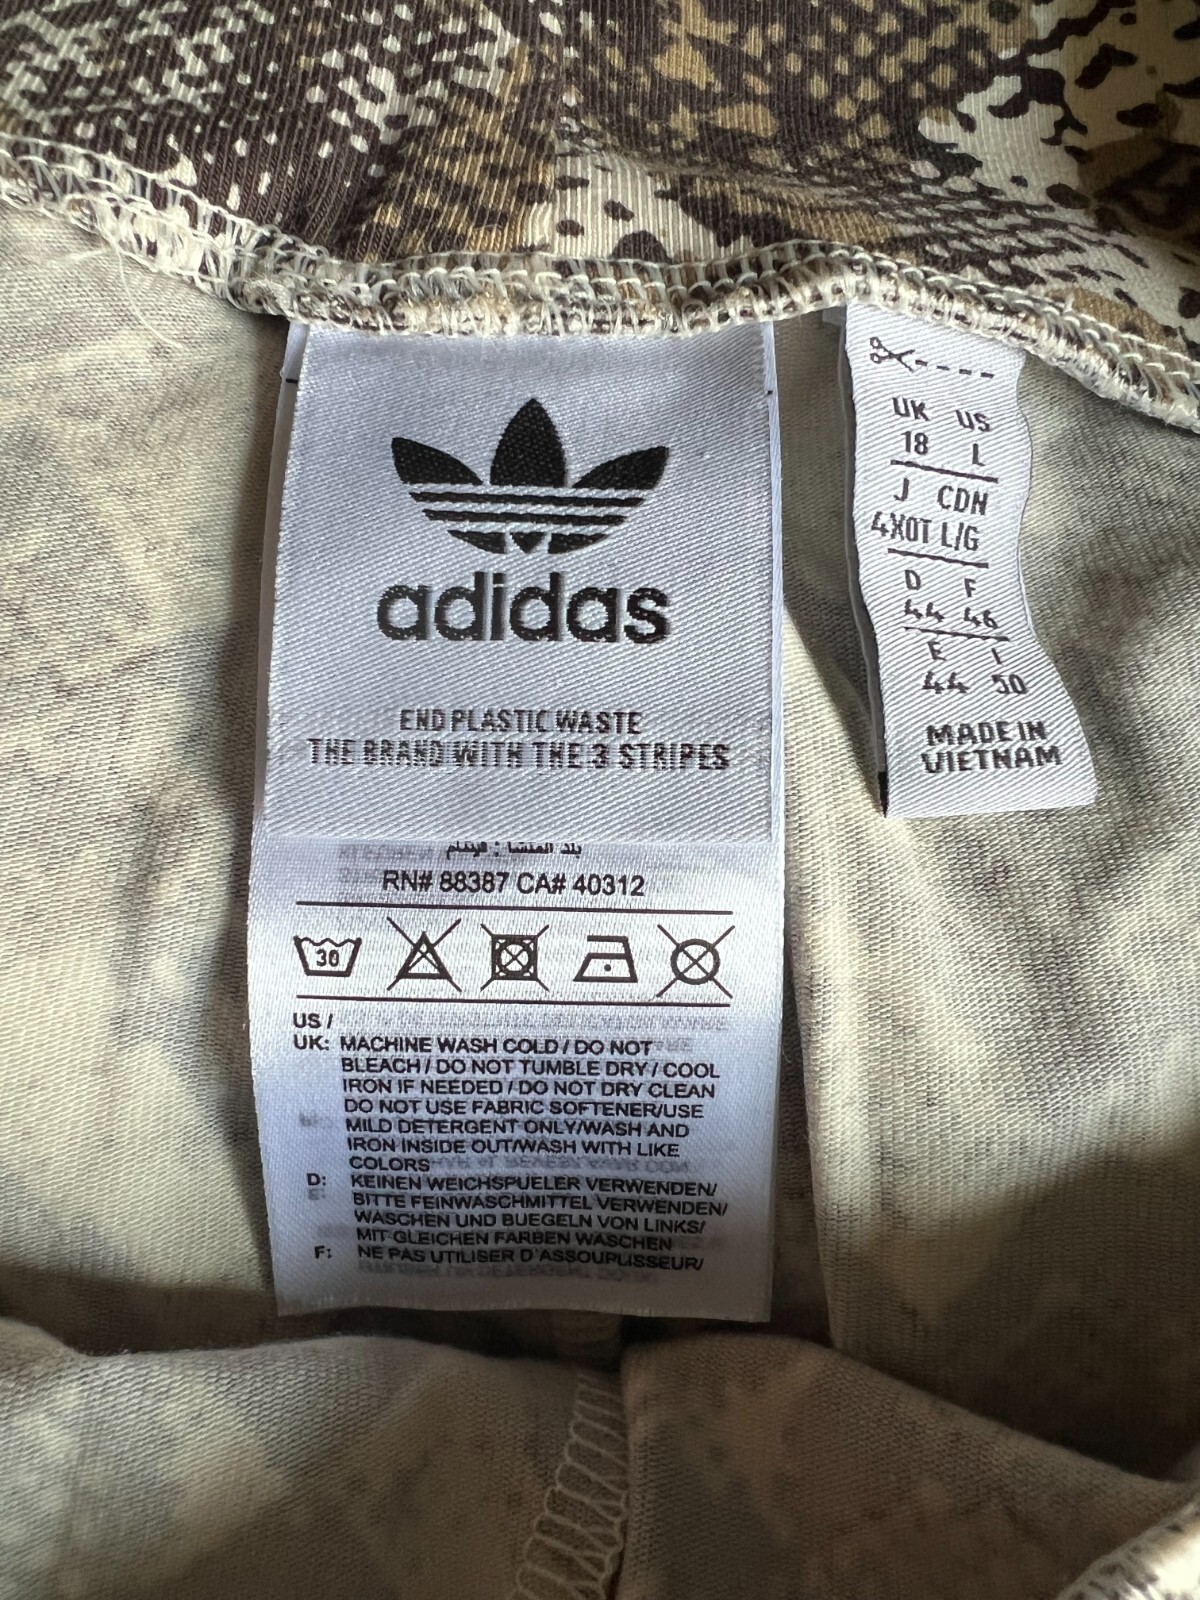 adidas
END PLASTIC WASTE
THE BRAND WITH THE 3 STRIPES
بلد المنشأ : فيتنام
RN# 88387 CA# 40312
30
US /
UK: MACHINE WASH COLD / DO NOT
BLEACH / DO NOT TUMBLE DRY / COOL
IRON IF NEEDED / DO NOT DRY CLEAN
DO NOT USE FABRIC SOFTENER/USE
MILD DETERGENT ONLY/WASH AND
IRON INSIDE OUT/WASH WITH LIKE
COLORS
D: KEINEN WEICHSPUELER VERWENDEN/
BITTE FEINWASCHMITTEL VERWENDEN/
WASCHEN UND BUEGELN VON LINKS/
MIT GLEICHEN FARBEN WASCHEN
F: NE PAS UTILISER D'ASSOUPLISSEUR/
UK US
18 L
J CDN
4XOT L/G
D F
44 46
E I
44 50
MADE IN
VIETNAM